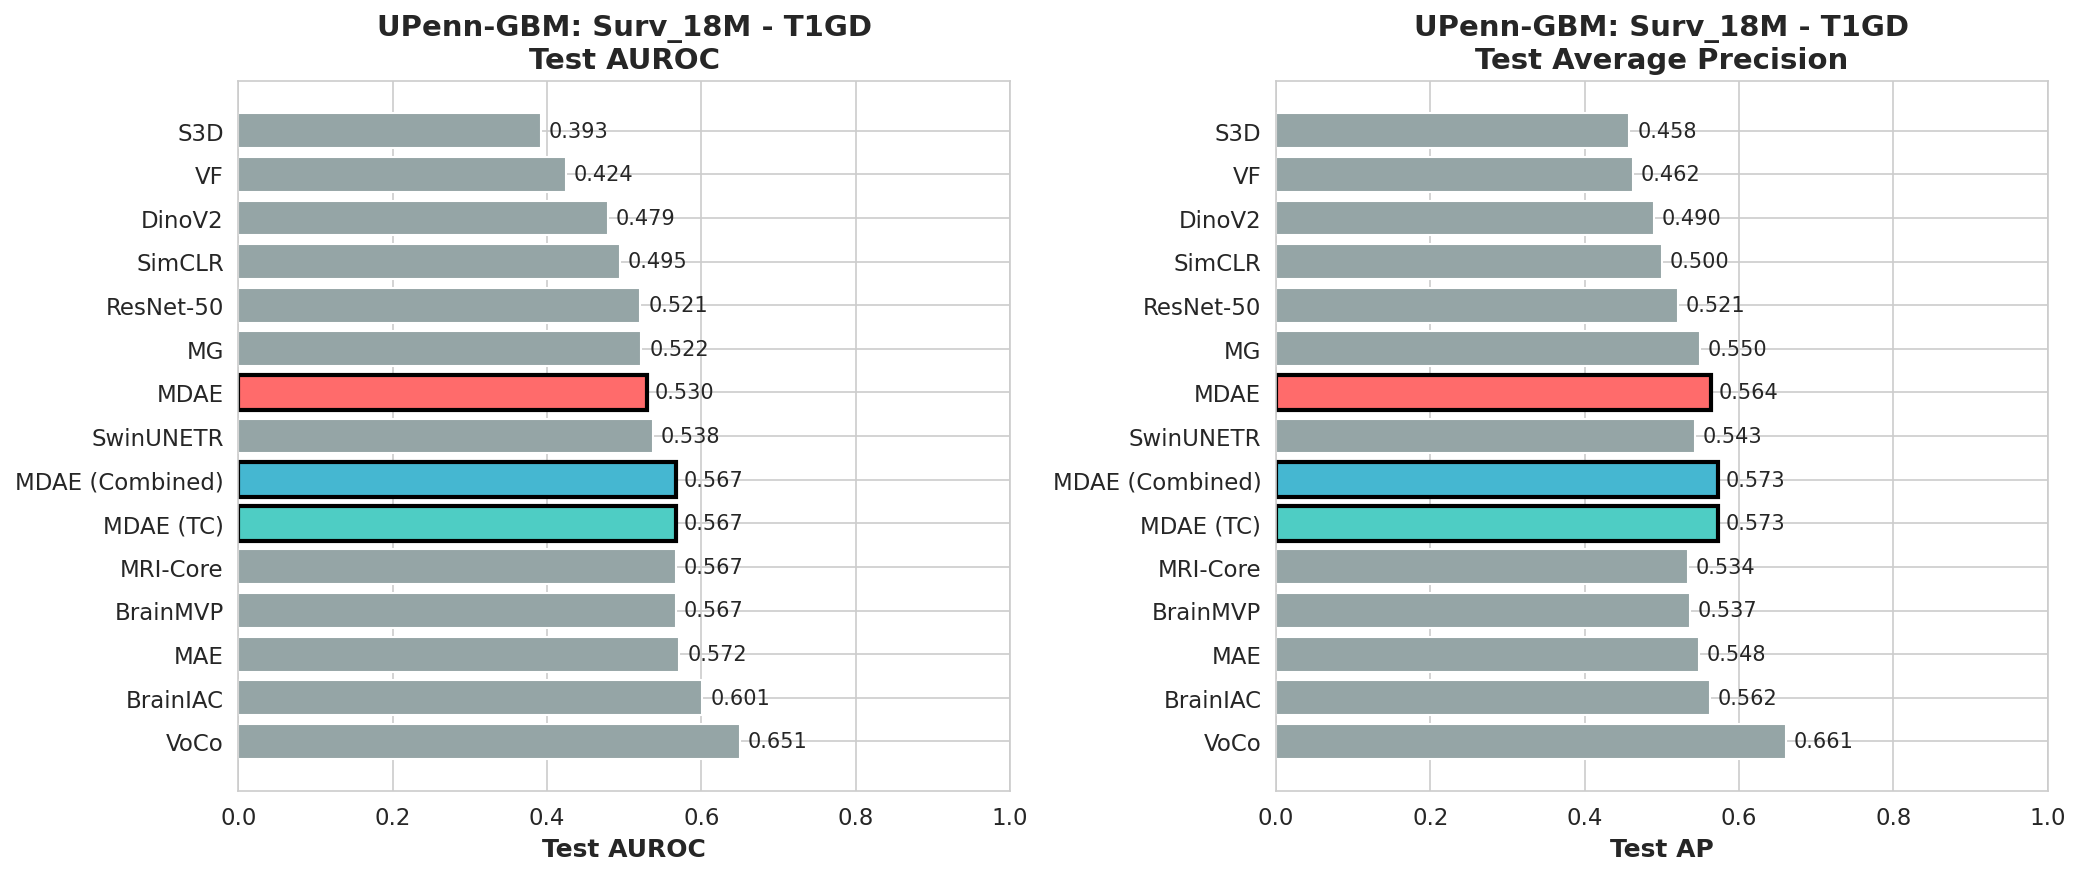 UPenn-GBM: Surv_18M - T1GD
Test AUROC
S3D 0.393
VF 0.424
DinoV2 0.479
SimCLR 0.495
ResNet-50 0.521
MG 0.522
MDAE 0.530
SwinUNETR 0.538
MDAE (Combined) 0.567
MDAE (TC) 0.567
MRI-Core 0.567
BrainMVP 0.567
MAE 0.572
BrainIAC 0.601
VoCo 0.651
0.0 0.2 0.4 0.6 0.8 1.0
Test AUROC
UPenn-GBM: Surv_18M - T1GD
Test Average Precision
S3D 0.458
VF 0.462
DinoV2 0.490
SimCLR 0.500
ResNet-50 0.521
MG 0.550
MDAE 0.564
SwinUNETR 0.543
MDAE (Combined) 0.573
MDAE (TC) 0.573
MRI-Core 0.534
BrainMVP 0.537
MAE 0.548
BrainIAC 0.562
VoCo 0.661
0.0 0.2 0.4 0.6 0.8 1.0
Test AP